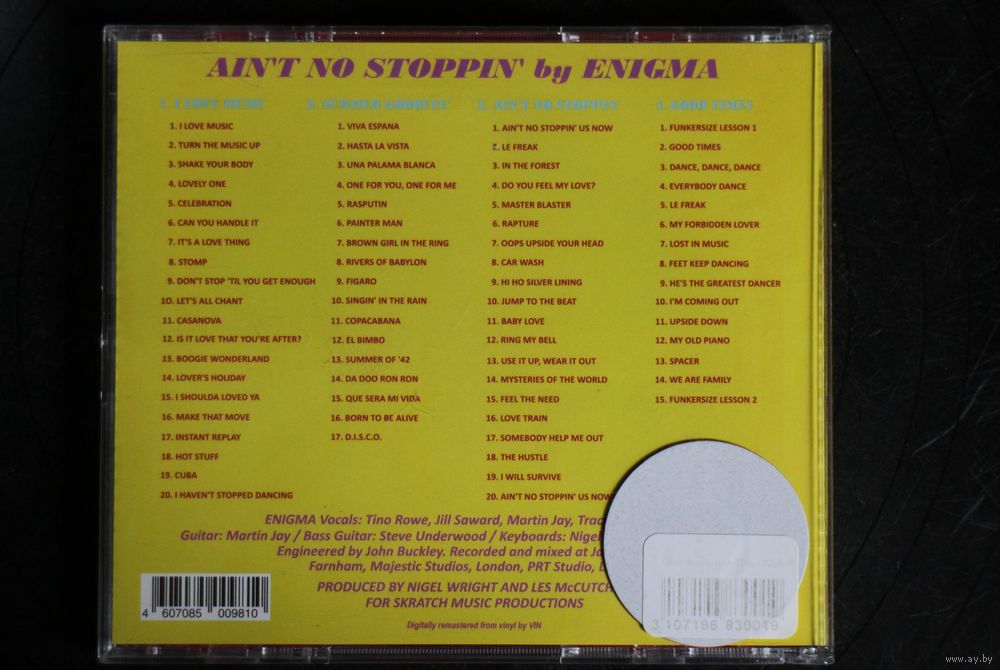 AIN'T NO STOPPIN' by ENIGMA
1. I LOVE MUSIC
1. I LOVE MUSIC
2. TURN THE MUSIC UP
3. SHAKE YOUR BODY
4. LOVELY ONE
5. CELEBRATION
6. CAN YOU HANDLE IT
7. IT'S A LOVE THING
8. STOMP
9. DON'T STOP 'TIL YOU GET ENOUGH
10. LET'S ALL CHANT
11. CASANOVA
12. IS IT LOVE THAT YOU'RE AFTER?
13. BOOGIE WONDERLAND
14. LOVER'S HOLIDAY
15. I SHOULDA LOVED YA
16. MAKE THAT MOVE
17. INSTANT REPLAY
18. HOT STUFF
19. CUBA
20. I HAVEN'T STOPPED DANCING
2. SUMMER GROOVIN'
1. VIVA ESPANA
2. HASTA LA VISTA
3. UNA PALAMA BLANCA
4. ONE FOR YOU, ONE FOR ME
5. RASPUTIN
6. PAINTER MAN
7. BROWN GIRL IN THE RING
8. RIVERS OF BABYLON
9. FIGARO
10. SINGIN' IN THE RAIN
11. COPACABANA
12. EL BIMBO
13. SUMMER OF '42
14. DA DOO RON RON
15. QUE SERA MI VIDA
16. BORN TO BE ALIVE
17. D.I.S.C.O.
3. AIN'T NO STOPPIN'
1. AIN'T NO STOPPIN' US NOW
2. LE FREAK
3. IN THE FOREST
4. DO YOU FEEL MY LOVE?
5. MASTER BLASTER
6. RAPTURE
7. OOPS UPSIDE YOUR HEAD
8. CAR WASH
9. HI HO SILVER LINING
10. JUMP TO THE BEAT
11. BABY LOVE
12. RING MY BELL
13. USE IT UP, WEAR IT OUT
14. MYSTERIES OF THE WORLD
15. FEEL THE NEED
16. LOVE TRAIN
17. SOMEBODY HELP ME OUT
18. THE HUSTLE
19. I WILL SURVIVE
20. AIN'T NO STOPPIN' US NOW
4. GOOD TIMES
1. FUNKERSIZE LESSON 1
2. GOOD TIMES
3. DANCE, DANCE, DANCE
4. EVERYBODY DANCE
5. LE FREAK
6. MY FORBIDDEN LOVER
7. LOST IN MUSIC
8. FEET KEEP DANCING
9. HE'S THE GREATEST DANCER
10. I'M COMING OUT
11. UPSIDE DOWN
12. MY OLD PIANO
13. SPACER
14. WE ARE FAMILY
15. FUNKERSIZE LESSON 2
ENIGMA Vocals: Tino Rowe, Jill Saward, Martin Jay,
Guitar: Martin Jay / Bass Guitar: Steve Underwood / Keyboards: Nigel
Engineered by John Buckley. Recorded and mixed at
Farnham, Majestic Studios, London, PRT Studio,
PRODUCED BY NIGEL WRIGHT AND LES McCUTCH
FOR SKRATCH MUSIC PRODUCTIONS
Digitally remastered from vinyl by VIN
4 607085 009810
3 107196 830019
www.ay.by